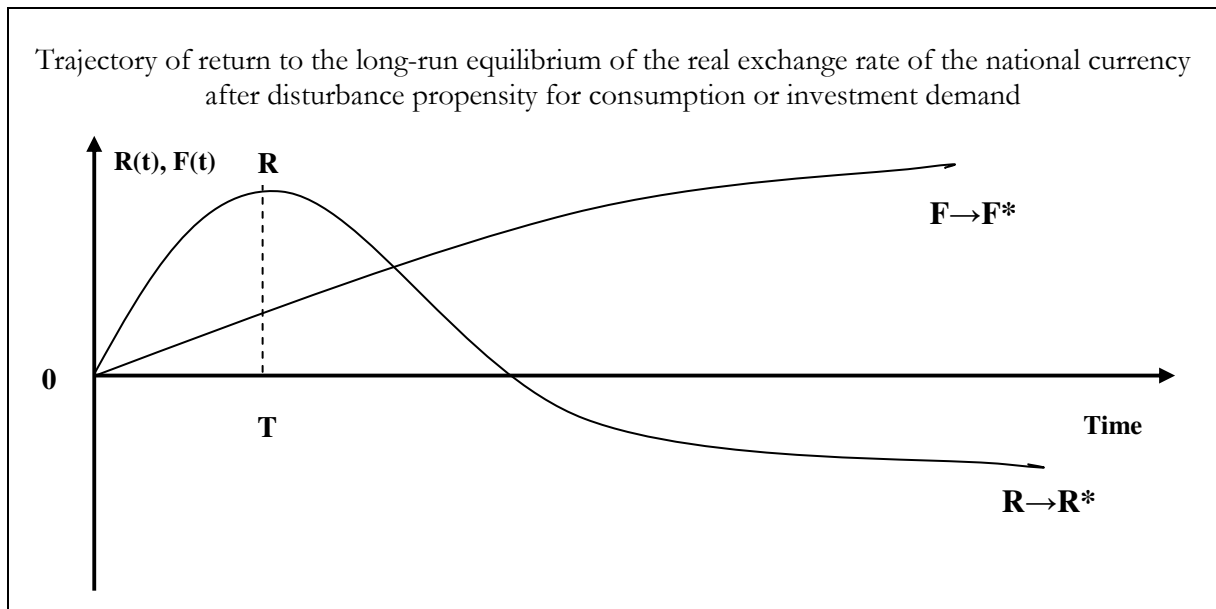 Trajectory of return to the long-run equilibrium of the real exchange rate of the national currency
after disturbance propensity for consumption or investment demand
R(t), F(t)
R
F→F*
0
T
Time
R→R*